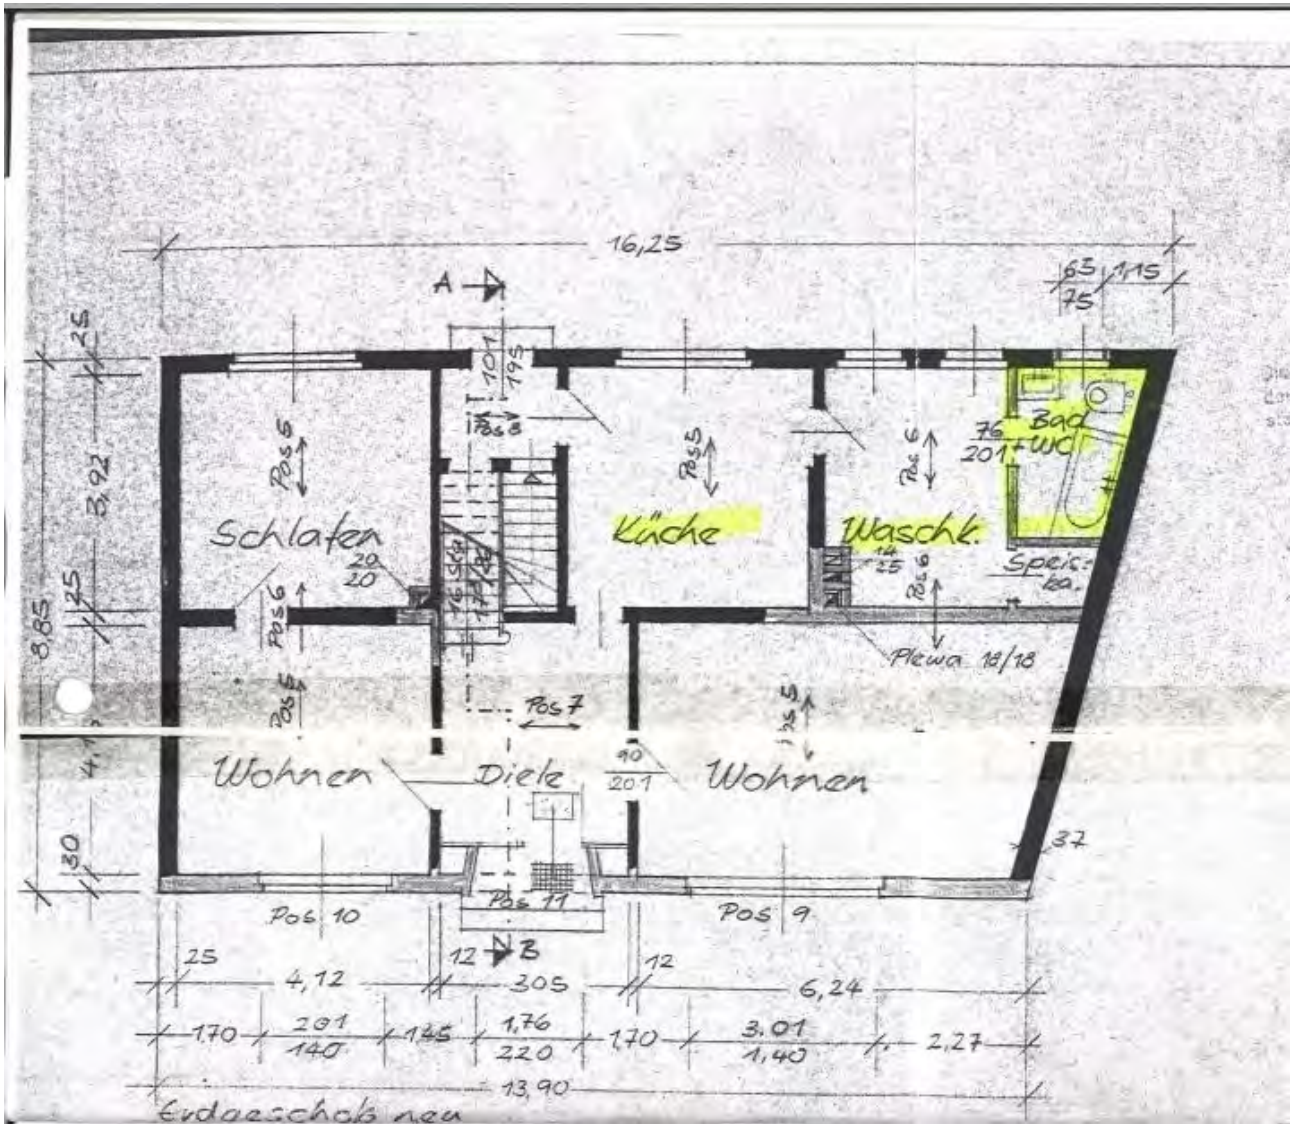 16,25
63 1,15
75
A
25
101
195
Pos 8
Pos 5
Pos 5
Pos 6
76
201
Bad
+WC
3,92
Schlafen
Küche
Waschk.
20
20
14
25
Speis-
ka.
16 Stg
Pos 6
25
Pos 6
8,85
Plewa 18/18
Pos 5
Pos 7
Pos 5
Wohnen
Diele
90
201
Wohnen
30
37
Pos 10
Pos 11
Pos 9
25
12
B
12
4,12
305
6,24
1,70
201
140
1,45
1,76
220
1,70
3.01
1,40
2,27
13,90
Erdgeschoß neu